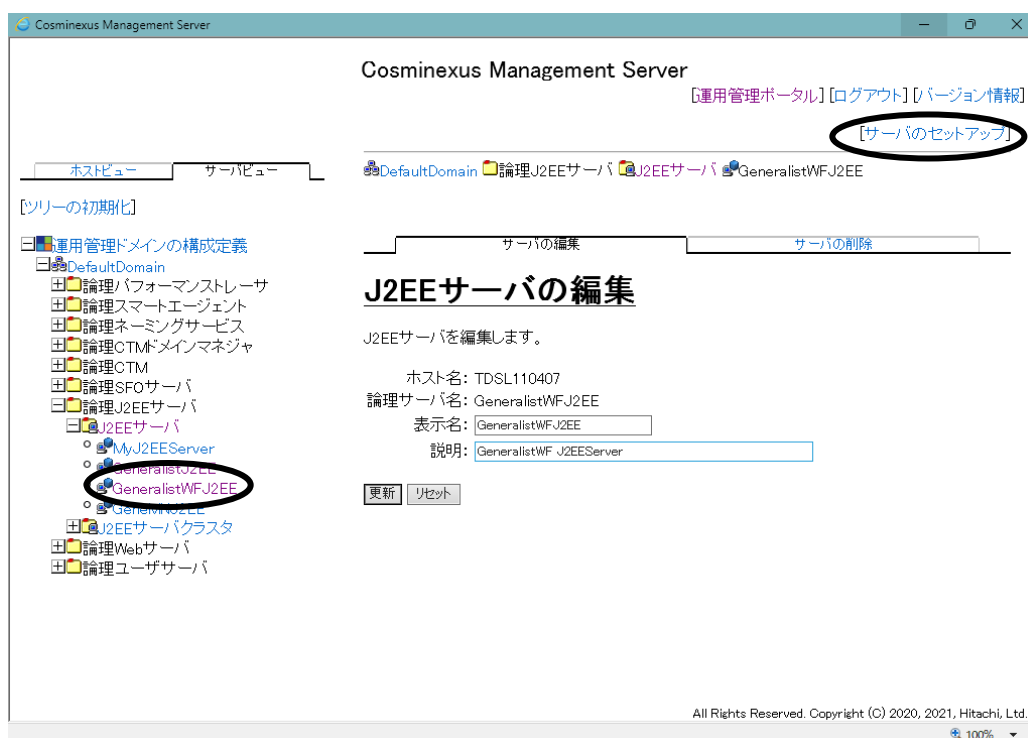 Cosminexus Management Server
Cosminexus Management Server
[運用管理ポータル] [ログアウト] [バージョン情報]
[サーバのセットアップ]
ホストビュー サーバビュー
DefaultDomain 論理J2EEサーバ J2EEサーバ GeneralistWFJ2EE
[ツリーの初期化]
運用管理ドメインの構成定義
DefaultDomain
論理パフォーマンストレーサ
論理スマートエージェント
論理ネーミングサービス
論理CTMドメインマネジャ
論理CTM
論理SFOサーバ
論理J2EEサーバ
J2EEサーバ
MyJ2EEServer
GeneralistJ2EE
GeneralistWFJ2EE
J2EEサーバクラスタ
論理Webサーバ
論理ユーザサーバ
サーバの編集 サーバの削除
J2EEサーバの編集
J2EEサーバを編集します。
ホスト名: TDSL110407
論理サーバ名: GeneralistWFJ2EE
表示名: GeneralistWFJ2EE
説明: GeneralistWF J2EEServer
更新 リセット
All Rights Reserved. Copyright (C) 2020, 2021, Hitachi, Ltd.
100%